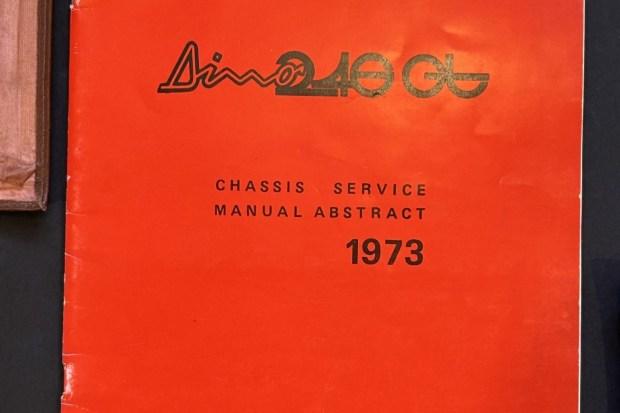 Dino 246 GT
CHASSIS SERVICE
MANUAL ABSTRACT
1973